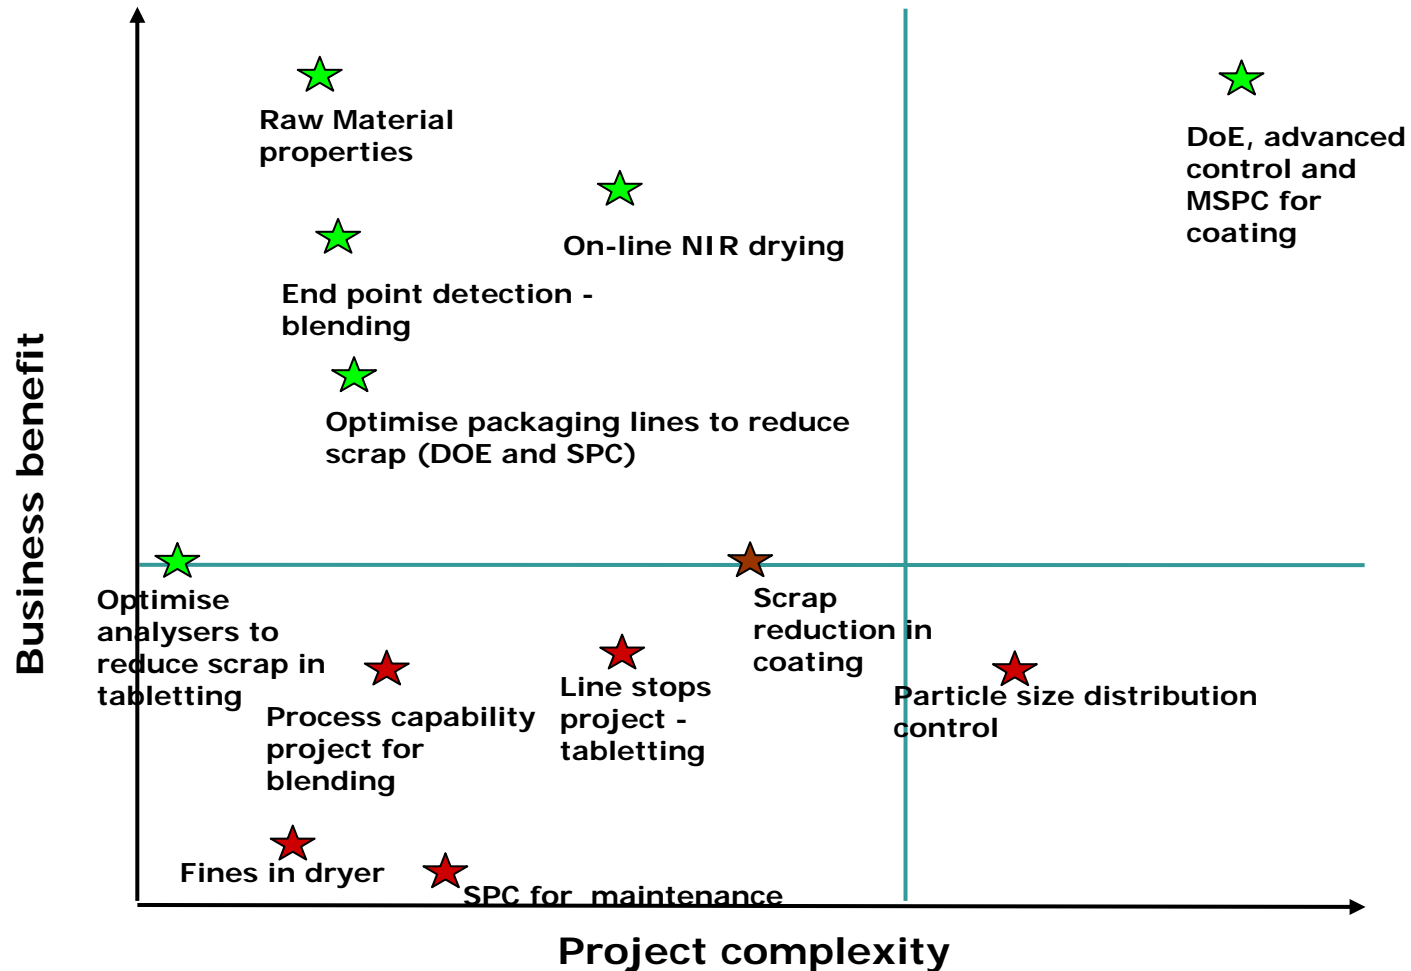 Raw Material
properties
DoE, advanced
control and
MSPC for
coating
On-line NIR drying
End point detection -
blending
Optimise packaging lines to reduce
scrap (DOE and SPC)
Business benefit
Optimise
analysers to
reduce scrap in
tabletting
Scrap
reduction in
coating
Process capability
project for
blending
Line stops
project -
tabletting
Particle size distribution
control
Fines in dryer
SPC for  maintenance
Project complexity